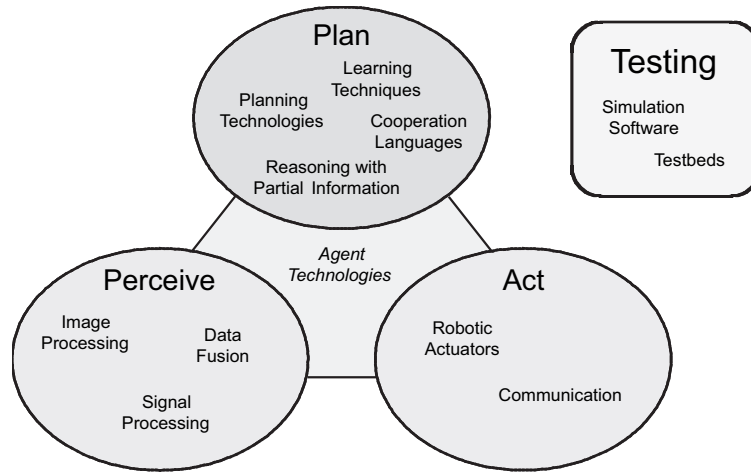 Plan
Learning
Techniques
Planning
Technologies
Cooperation
Languages
Reasoning with
Partial Information
Testing
Simulation
Software
Testbeds
Agent
Technologies
Perceive
Image
Processing
Data
Fusion
Signal
Processing
Act
Robotic
Actuators
Communication